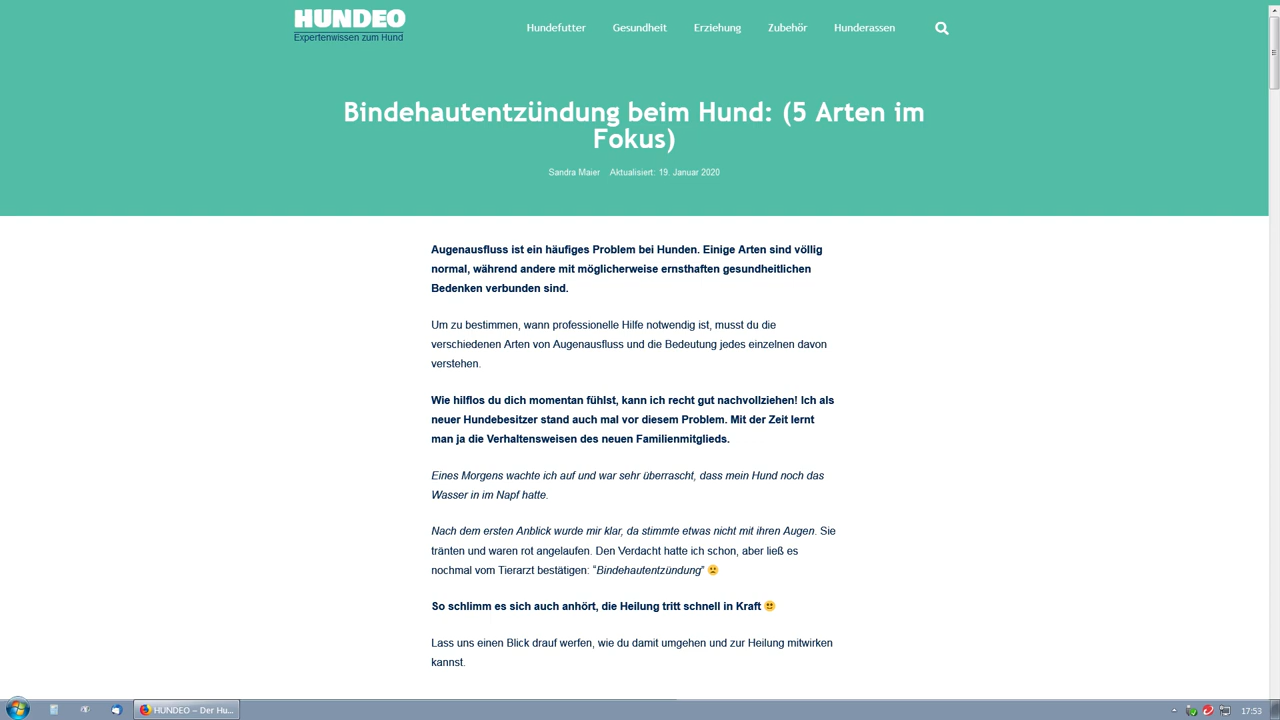 HUNDEO
Expertenwissen zum Hund
Hundefutter Gesundheit Erziehung Zubehör Hunderassen
Bindehautentzündung beim Hund: (5 Arten im
Fokus)
Sandra Maier Aktualisiert: 19. Januar 2020
Augenausfluss ist ein häufiges Problem bei Hunden. Einige Arten sind völlig
normal, während andere mit möglicherweise ernsthaften gesundheitlichen
Bedenken verbunden sind.
Um zu bestimmen, wann professionelle Hilfe notwendig ist, musst du die
verschiedenen Arten von Augenausfluss und die Bedeutung jedes einzelnen davon
verstehen.
Wie hilflos du dich momentan fühlst, kann ich recht gut nachvollziehen! Ich als
neuer Hundebesitzer stand auch mal vor diesem Problem. Mit der Zeit lernt
man ja die Verhaltensweisen des neuen Familienmitglieds.
Eines Morgens wachte ich auf und war sehr überrascht, dass mein Hund noch das
Wasser in im Napf hatte.
Nach dem ersten Anblick wurde mir klar, da stimmte etwas nicht mit ihren Augen. Sie
tränten und waren rot angelaufen. Den Verdacht hatte ich schon, aber ließ es
nochmal vom Tierarzt bestätigen: “Bindehautentzündung”
So schlimm es sich auch anhört, die Heilung tritt schnell in Kraft
Lass uns einen Blick drauf werfen, wie du damit umgehen und zur Heilung mitwirken
kannst.
HUNDEO – Der Hu...
17:53